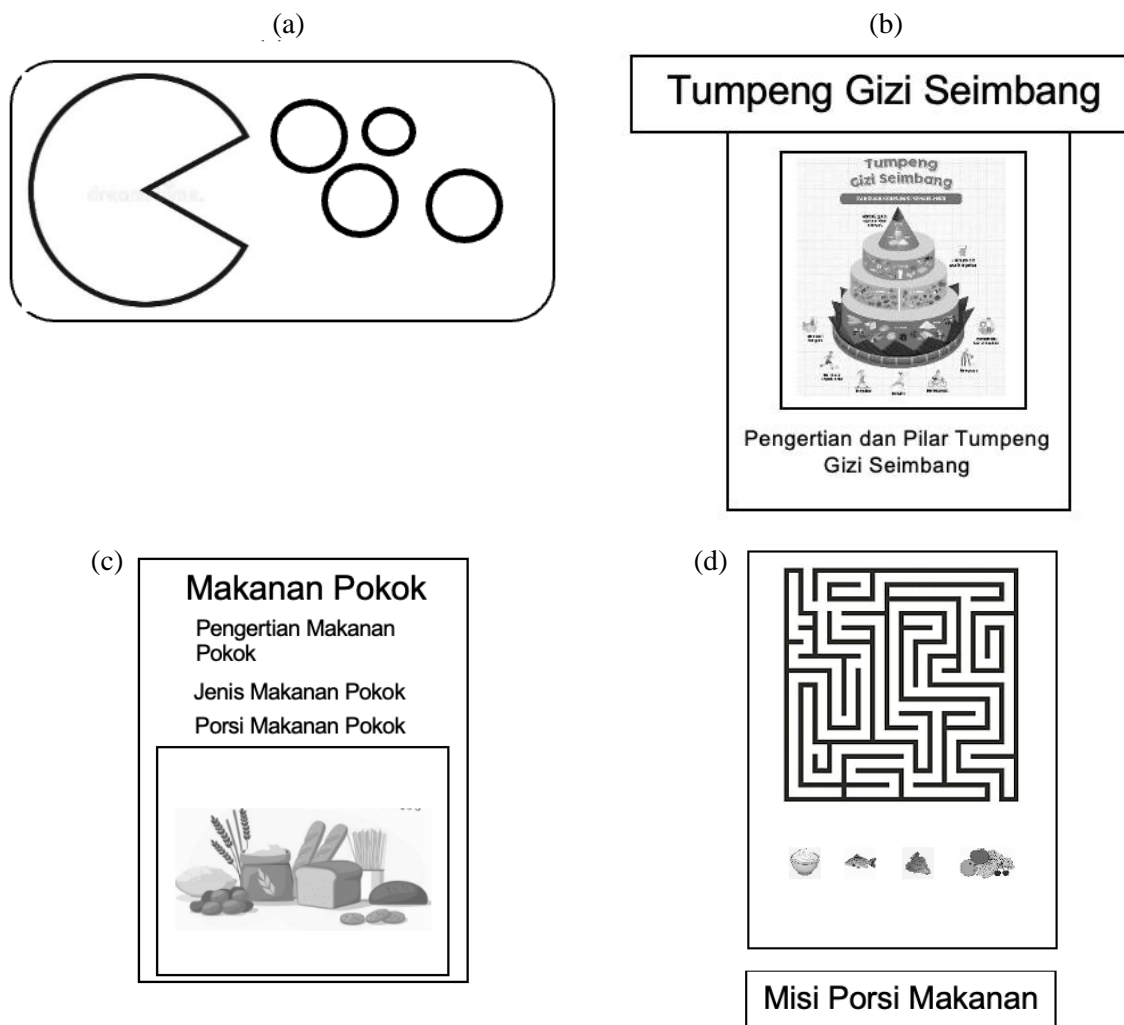 (a)
(b)
Tumpeng Gizi Seimbang
Tumpeng
Gizi Seimbang
Pengertian dan Pilar Tumpeng
Gizi Seimbang
(c)
Makanan Pokok
Pengertian Makanan
Pokok
Jenis Makanan Pokok
Porsi Makanan Pokok
(d)
Misi Porsi Makanan